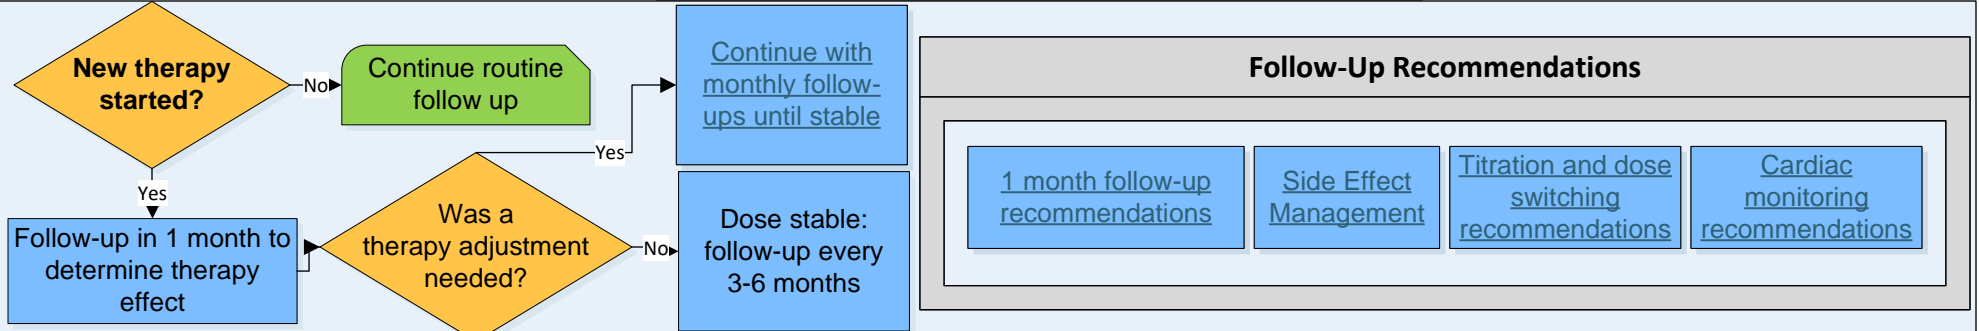 New therapy
started?
No
Continue routine
follow up
Yes
Follow-up in 1 month to
determine therapy
effect
Was a
therapy adjustment
needed?
Yes
Continue with
monthly follow-
ups until stable
No
Dose stable:
follow-up every
3-6 months
Follow-Up Recommendations
1 month follow-up
recommendations
Side Effect
Management
Titration and dose
switching
recommendations
Cardiac
monitoring
recommendations